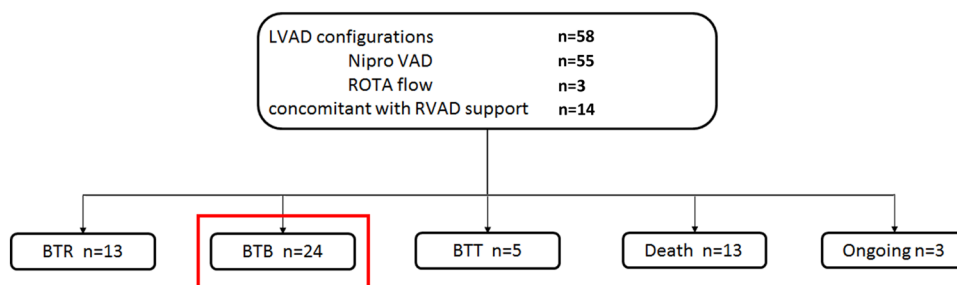 LVAD configurations n=58
Nipro VAD n=55
ROTA flow n=3
concomitant with RVAD support n=14
BTR n=13
BTB n=24
BTT n=5
Death n=13
Ongoing n=3